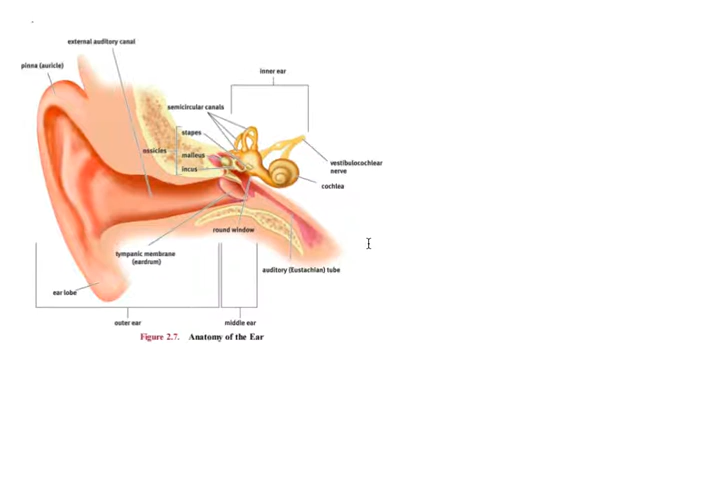 external auditory canal
pinna (auricle)
inner ear
semicircular canals
stapes
ossicles
malleus
incus
vestibulocochlear
nerve
cochlea
round window
tympanic membrane
(eardrum)
auditory (Eustachian) tube
ear lobe
outer ear
middle ear
Figure 2.7. Anatomy of the Ear